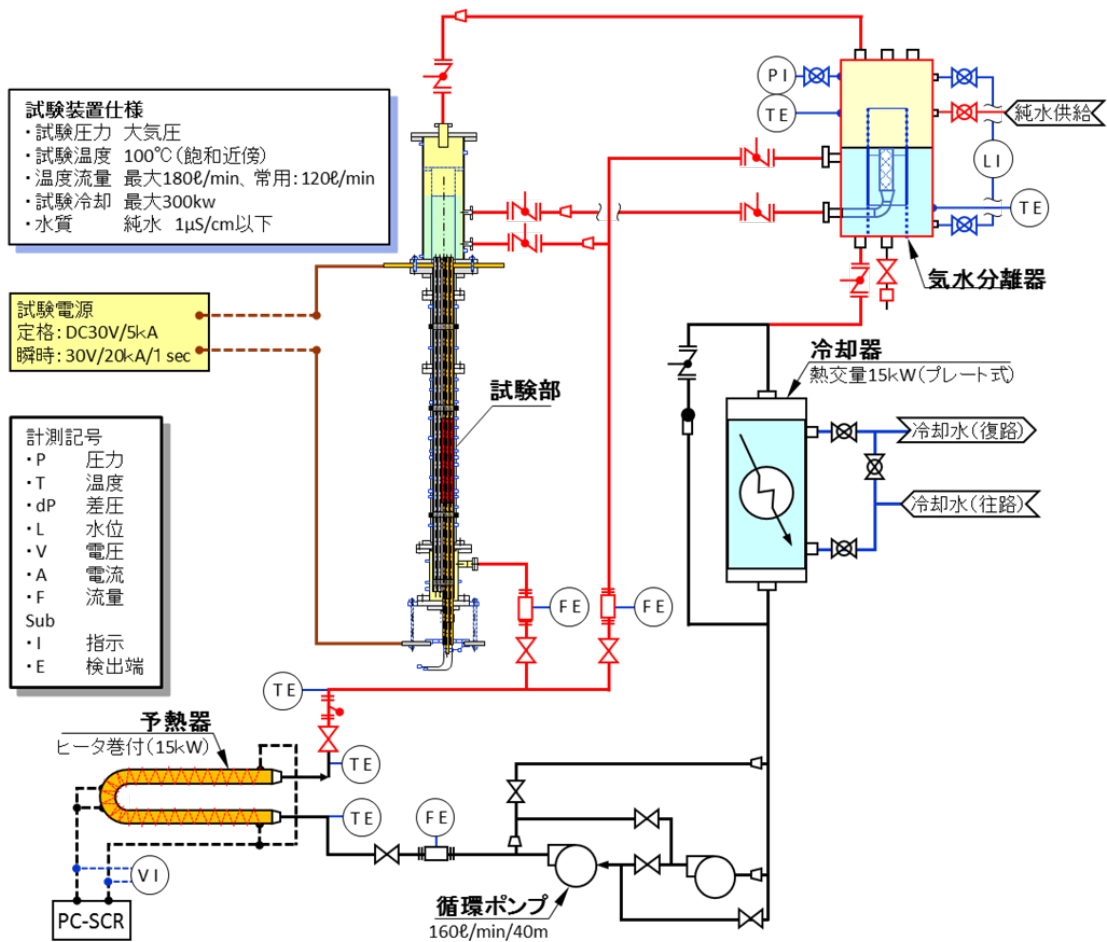 試験装置仕様
・試験圧力 大気圧
・試験温度 100℃(飽和近傍)
・温度流量 最大180ℓ/min、常用:120ℓ/min
・試験冷却 最大300kw
・水質 純水 1μS/cm以下
試験電源
定格:DC30V/5kA
瞬時:30V/20kA/1 sec
計測記号
・P 圧力
・T 温度
・dP 差圧
・L 水位
・V 電圧
・A 電流
・F 流量
Sub
・I 指示
・E 検出端
PI
TE
純水供給
LI
TE
気水分離器
冷却器
熱交量15kW(プレート式)
試験部
冷却水(復路)
冷却水(往路)
FE
FE
TE
予熱器
ヒータ巻付(15kW)
TE
TE
FE
VI
PC-SCR
循環ポンプ
160ℓ/min/40m